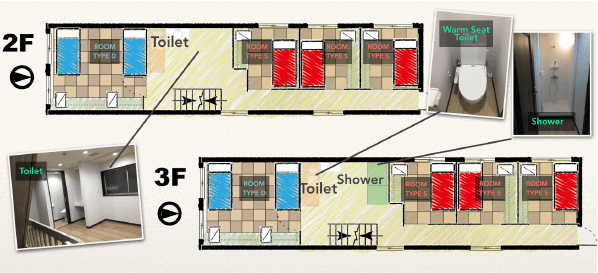 2F
ROOM
TYPE D
Toilet
ROOM
TYPE S
ROOM
TYPE S
ROOM
TYPE S
Warm Seat
Toilet
Shower
Toilet
3F
ROOM
TYPE D
Toilet
Shower
ROOM
TYPE S
ROOM
TYPE S
ROOM
TYPE S